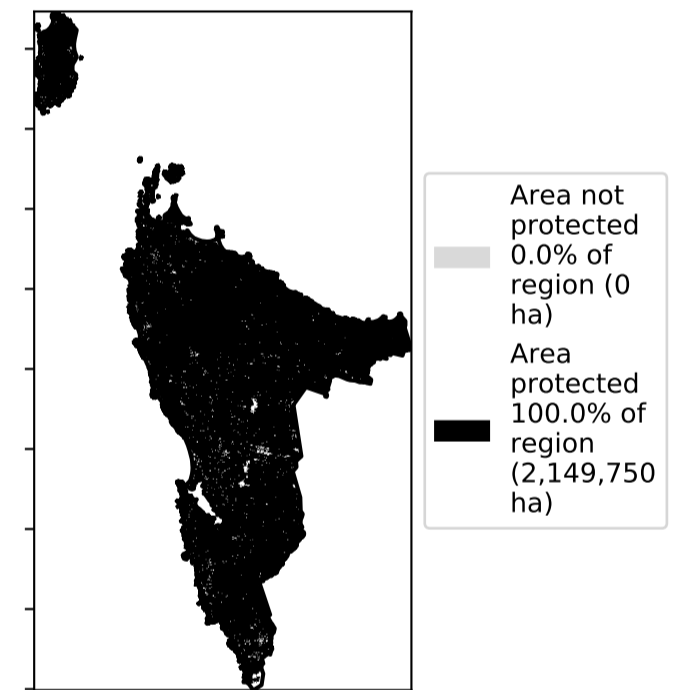 Area not
protected
0.0% of
region (0
ha)
Area
protected
100.0% of
region
(2,149,750
ha)